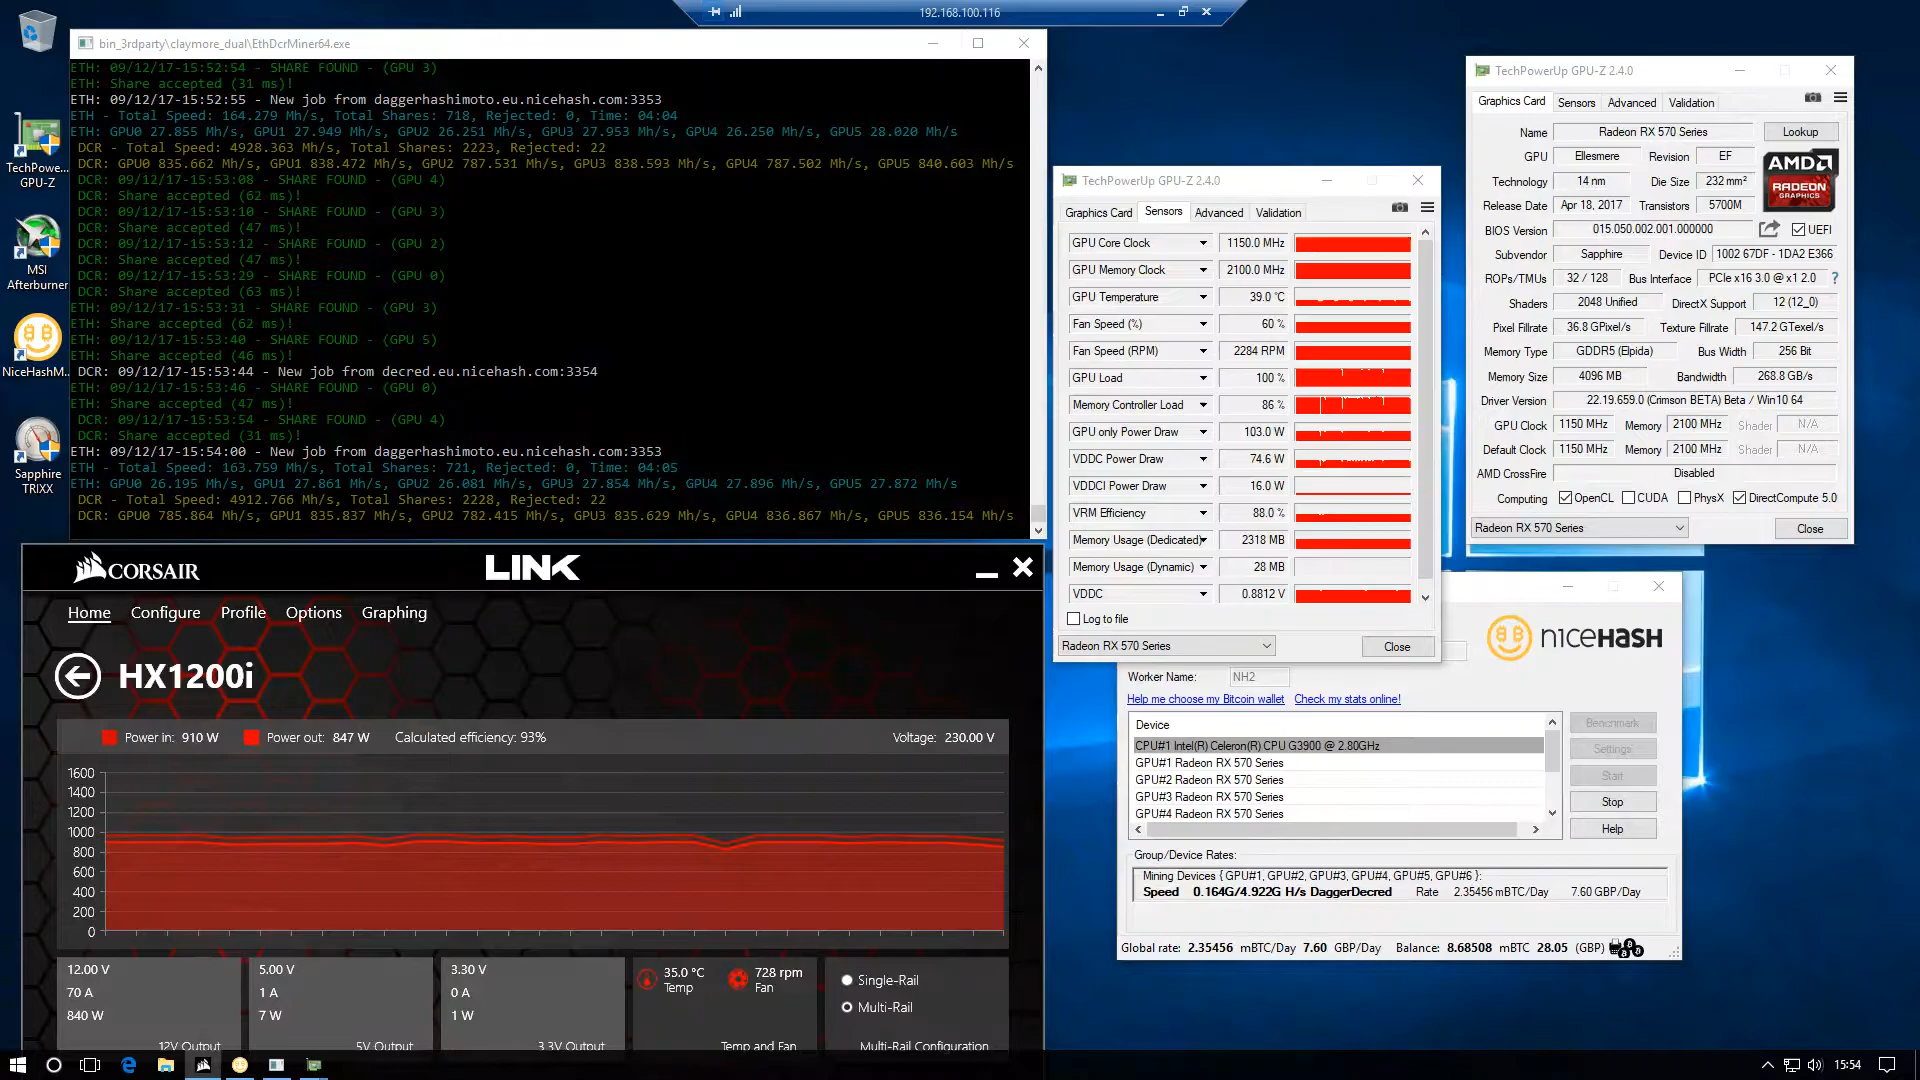 192.168.100.116
TechPowe...
GPU-Z
MSI
Afterburner
NiceHashM...
Sapphire
TRIXX
bin_3rdparty\claymore_dual\EthDcrMiner64.exe
ETH: 09/12/17-15:52:54 - SHARE FOUND - (GPU 3)
ETH: Share accepted (31 ms)!
ETH: 09/12/17-15:52:55 - New job from daggerhashimoto.eu.nicehash.com:3353
ETH - Total Speed: 164.279 Mh/s, Total Shares: 718, Rejected: 0, Time: 04:04
ETH: GPU0 27.855 Mh/s, GPU1 27.949 Mh/s, GPU2 26.251 Mh/s, GPU3 27.953 Mh/s, GPU4 26.250 Mh/s, GPU5 28.020 Mh/s
DCR - Total Speed: 4928.363 Mh/s, Total Shares: 2223, Rejected: 22
DCR: GPU0 835.662 Mh/s, GPU1 838.472 Mh/s, GPU2 787.531 Mh/s, GPU3 838.593 Mh/s, GPU4 787.502 Mh/s, GPU5 840.603 Mh/s
DCR: 09/12/17-15:53:08 - SHARE FOUND - (GPU 4)
DCR: Share accepted (62 ms)!
DCR: 09/12/17-15:53:10 - SHARE FOUND - (GPU 3)
DCR: Share accepted (47 ms)!
DCR: 09/12/17-15:53:12 - SHARE FOUND - (GPU 2)
DCR: Share accepted (47 ms)!
DCR: 09/12/17-15:53:29 - SHARE FOUND - (GPU 0)
DCR: Share accepted (63 ms)!
ETH: 09/12/17-15:53:31 - SHARE FOUND - (GPU 3)
ETH: Share accepted (62 ms)!
ETH: 09/12/17-15:53:40 - SHARE FOUND - (GPU 5)
ETH: Share accepted (46 ms)!
DCR: 09/12/17-15:53:44 - New job from decred.eu.nicehash.com:3354
ETH: 09/12/17-15:53:46 - SHARE FOUND - (GPU 0)
ETH: Share accepted (47 ms)!
DCR: 09/12/17-15:53:54 - SHARE FOUND - (GPU 4)
DCR: Share accepted (31 ms)!
ETH: 09/12/17-15:54:00 - New job from daggerhashimoto.eu.nicehash.com:3353
ETH - Total Speed: 163.759 Mh/s, Total Shares: 721, Rejected: 0, Time: 04:05
ETH: GPU0 26.195 Mh/s, GPU1 27.861 Mh/s, GPU2 26.081 Mh/s, GPU3 27.854 Mh/s, GPU4 27.896 Mh/s, GPU5 27.872 Mh/s
DCR - Total Speed: 4912.766 Mh/s, Total Shares: 2228, Rejected: 22
DCR: GPU0 785.864 Mh/s, GPU1 835.837 Mh/s, GPU2 782.415 Mh/s, GPU3 835.629 Mh/s, GPU4 836.867 Mh/s, GPU5 836.154 Mh/s
TechPowerUp GPU-Z 2.4.0
Graphics Card Sensors Advanced Validation
GPU Core Clock 1150.0 MHz
GPU Memory Clock 2100.0 MHz
GPU Temperature 39.0 °C
Fan Speed (%) 60 %
Fan Speed (RPM) 2284 RPM
GPU Load 100 %
Memory Controller Load 86 %
GPU only Power Draw 103.0 W
VDDC Power Draw 74.6 W
VDDCI Power Draw 16.0 W
VRM Efficiency 88.0 %
Memory Usage (Dedicated) 2318 MB
Memory Usage (Dynamic) 28 MB
VDDC 0.8812 V
Log to file
Radeon RX 570 Series Close
TechPowerUp GPU-Z 2.4.0
Graphics Card Sensors Advanced Validation
Name Radeon RX 570 Series Lookup
GPU Ellesmere Revision EF
AMD
RADEON
GRAPHICS
Technology 14 nm Die Size 232 mm²
Release Date Apr 18, 2017 Transistors 5700M
BIOS Version 015.050.002.001.000000 UEFI
Subvendor Sapphire Device ID 1002 67DF - 1DA2 E366
ROPs/TMUs 32 / 128 Bus Interface PCIe x16 3.0 @ x1 2.0 ?
Shaders 2048 Unified DirectX Support 12 (12_0)
Pixel Fillrate 36.8 GPixel/s Texture Fillrate 147.2 GTexel/s
Memory Type GDDR5 (Elpida) Bus Width 256 Bit
Memory Size 4096 MB Bandwidth 268.8 GB/s
Driver Version 22.19.659.0 (Crimson BETA) Beta / Win10 64
GPU Clock 1150 MHz Memory 2100 MHz Shader N/A
Default Clock 1150 MHz Memory 2100 MHz Shader N/A
AMD CrossFire Disabled
Computing OpenCL CUDA PhysX DirectCompute 5.0
Radeon RX 570 Series Close
CORSAIR LINK
Home Configure Profile Options Graphing
HX1200i
Power in: 910 W Power out: 847 W Calculated efficiency: 93% Voltage: 230.00 V
1600
1400
1200
1000
800
600
400
200
0
12.00 V
70 A
840 W
12V Output
5.00 V
1 A
7 W
5V Output
3.30 V
0 A
1 W
3.3V Output
35.0 °C
Temp
728 rpm
Fan
Temp and Fan
Single-Rail
Multi-Rail
Multi-Rail Configuration
niceHASH
Worker Name: NH2
Help me choose my Bitcoin wallet Check my stats online!
Device
CPU#1 Intel(R) Celeron(R) CPU G3900 @ 2.80GHz
GPU#1 Radeon RX 570 Series
GPU#2 Radeon RX 570 Series
GPU#3 Radeon RX 570 Series
GPU#4 Radeon RX 570 Series
Benchmark
Settings
Start
Stop
Help
Group/Device Rates:
Mining Devices { GPU#1, GPU#2, GPU#3, GPU#4, GPU#5, GPU#6 }:
Speed 0.164G/4.922G H/s DaggerDecred Rate 2.35456 mBTC/Day 7.60 GBP/Day
Global rate: 2.35456 mBTC/Day 7.60 GBP/Day Balance: 8.68508 mBTC 28.05 (GBP)
15:54